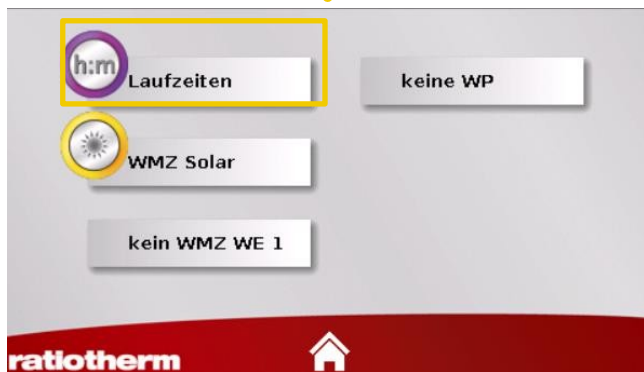 h:m
Laufzeiten
keine WP
WMZ Solar
kein WMZ WE 1
ratiotherm